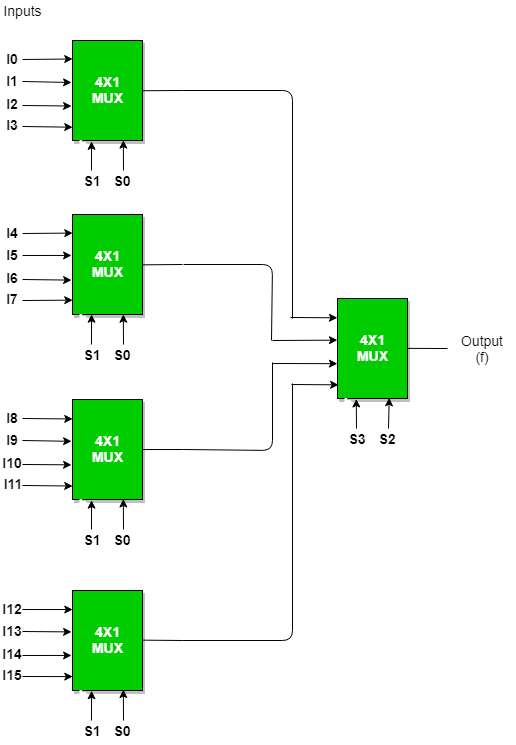 Inputs
I0
I1
I2
I3
4X1
MUX
S1 S0
I4
I5
I6
I7
4X1
MUX
S1 S0
I8
I9
I10
I11
4X1
MUX
S1 S0
I12
I13
I14
I15
4X1
MUX
S1 S0
4X1
MUX
S3 S2
Output
(f)